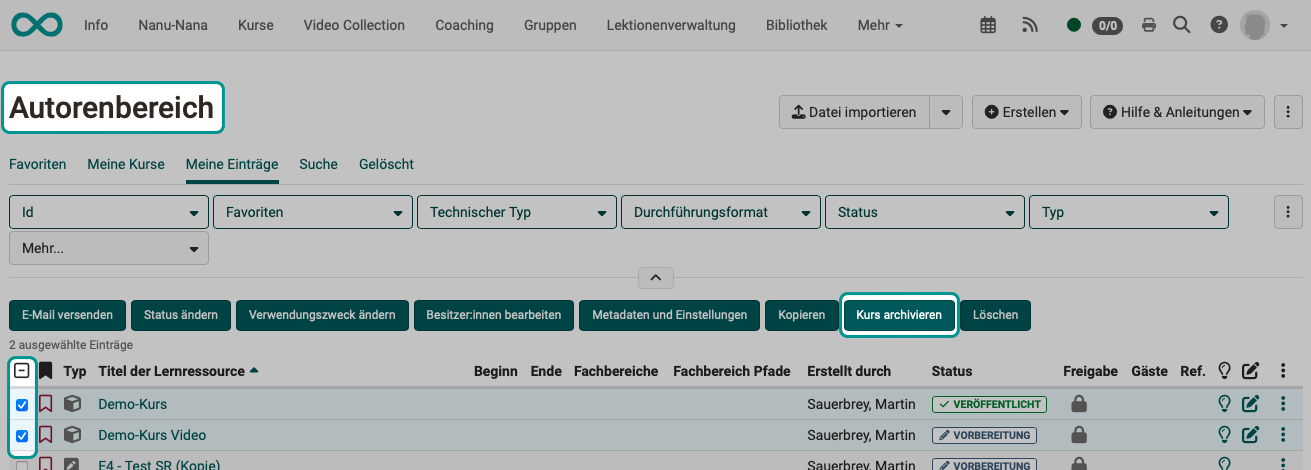 Info Nanu-Nana Kurse Video Collection Coaching Gruppen Lektionenverwaltung Bibliothek Mehr 0/0
Autorenbereich
Datei importieren Erstellen Hilfe & Anleitungen
Favoriten Meine Kurse Meine Einträge Suche Gelöscht
Id Favoriten Technischer Typ Durchführungsformat Status Typ
Mehr...
E-Mail versenden Status ändern Verwendungszweck ändern Besitzer:innen bearbeiten Metadaten und Einstellungen Kopieren Kurs archivieren Löschen
2 ausgewählte Einträge
Typ Titel der Lernressource Beginn Ende Fachbereiche Fachbereich Pfade Erstellt durch Status Freigabe Gäste Ref.
Demo-Kurs Sauerbrey, Martin VERÖFFENTLICHT
Demo-Kurs Video Sauerbrey, Martin VORBEREITUNG
E4 - Test SR (Kopie) Sauerbrey, Martin VORBEREITUNG